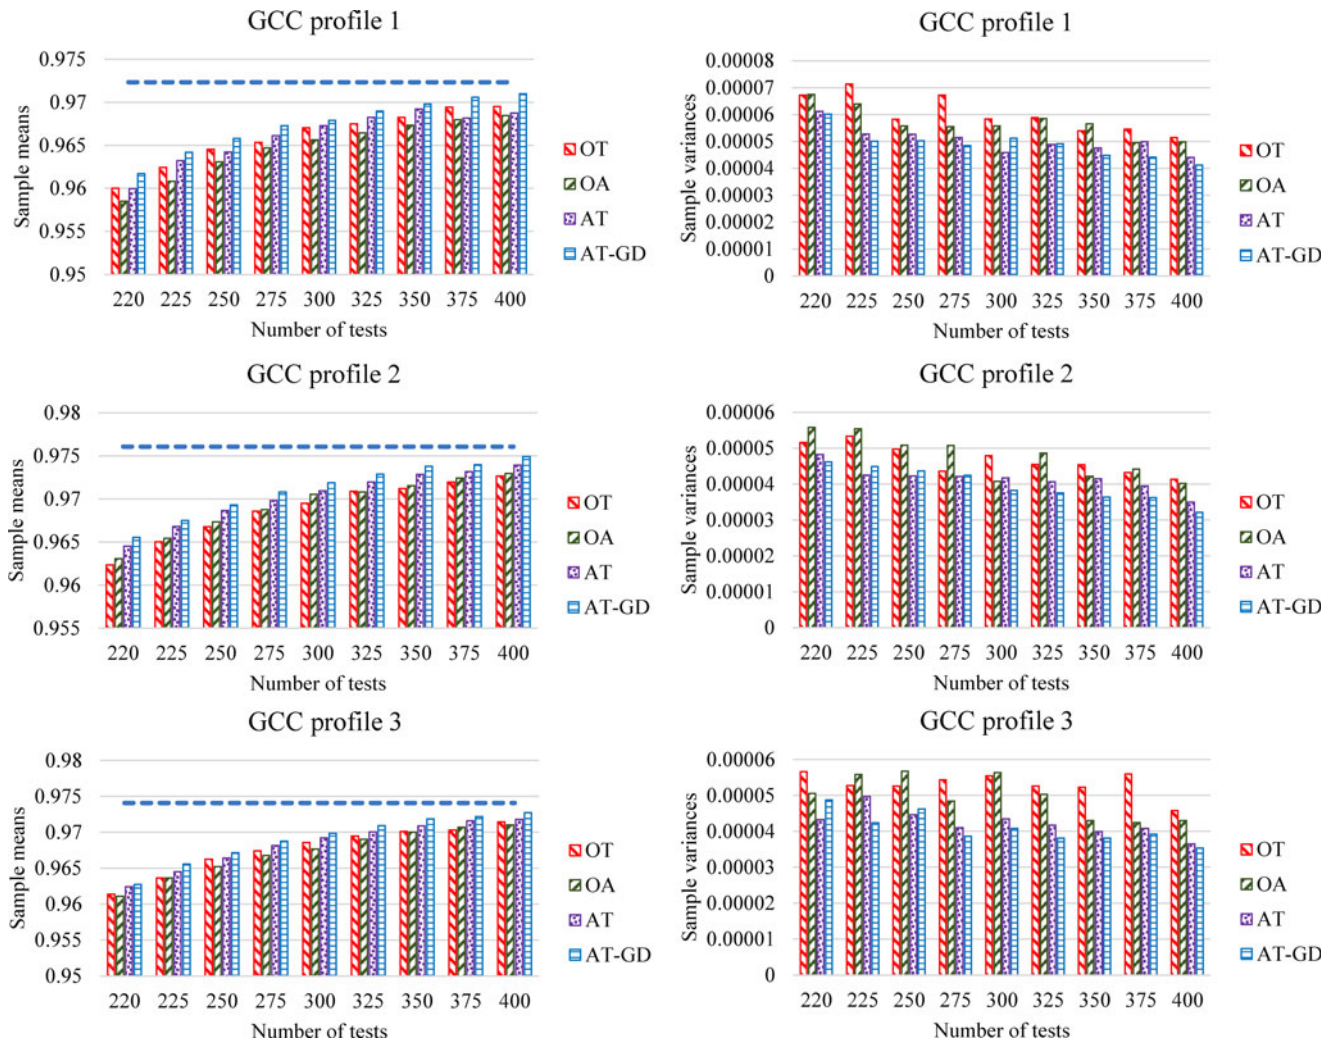 GCC profile 1
Sample means
0.975
0.97
0.965
0.96
0.955
0.95
220 225 250 275 300 325 350 375 400
Number of tests
OT
OA
AT
AT-GD
GCC profile 1
Sample variances
0.00008
0.00007
0.00006
0.00005
0.00004
0.00003
0.00002
0.00001
0
220 225 250 275 300 325 350 375 400
Number of tests
OT
OA
AT
AT-GD
GCC profile 2
Sample means
0.98
0.975
0.97
0.965
0.96
0.955
220 225 250 275 300 325 350 375 400
Number of tests
OT
OA
AT
AT-GD
GCC profile 2
Sample variances
0.00006
0.00005
0.00004
0.00003
0.00002
0.00001
0
220 225 250 275 300 325 350 375 400
Number of tests
OT
OA
AT
AT-GD
GCC profile 3
Sample means
0.98
0.975
0.97
0.965
0.96
0.955
0.95
220 225 250 275 300 325 350 375 400
Number of tests
OT
OA
AT
AT-GD
GCC profile 3
Sample variances
0.00006
0.00005
0.00004
0.00003
0.00002
0.00001
0
220 225 250 275 300 325 350 375 400
Number of tests
OT
OA
AT
AT-GD